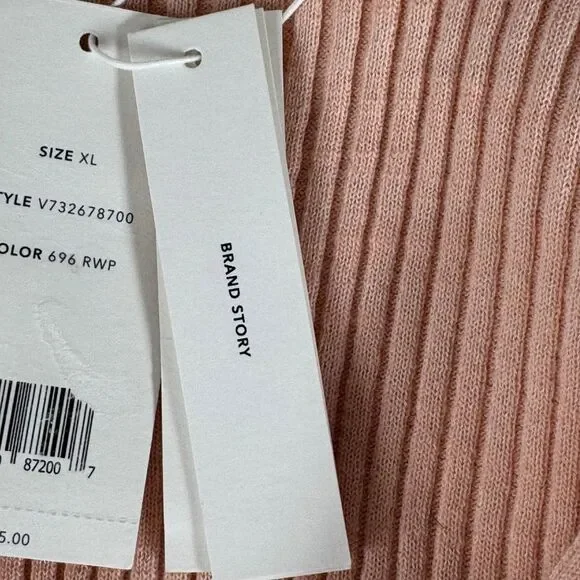 SIZE XL
TYLE V732678700
OLOR 696 RWP
87200 7
5.00
BRAND STORY